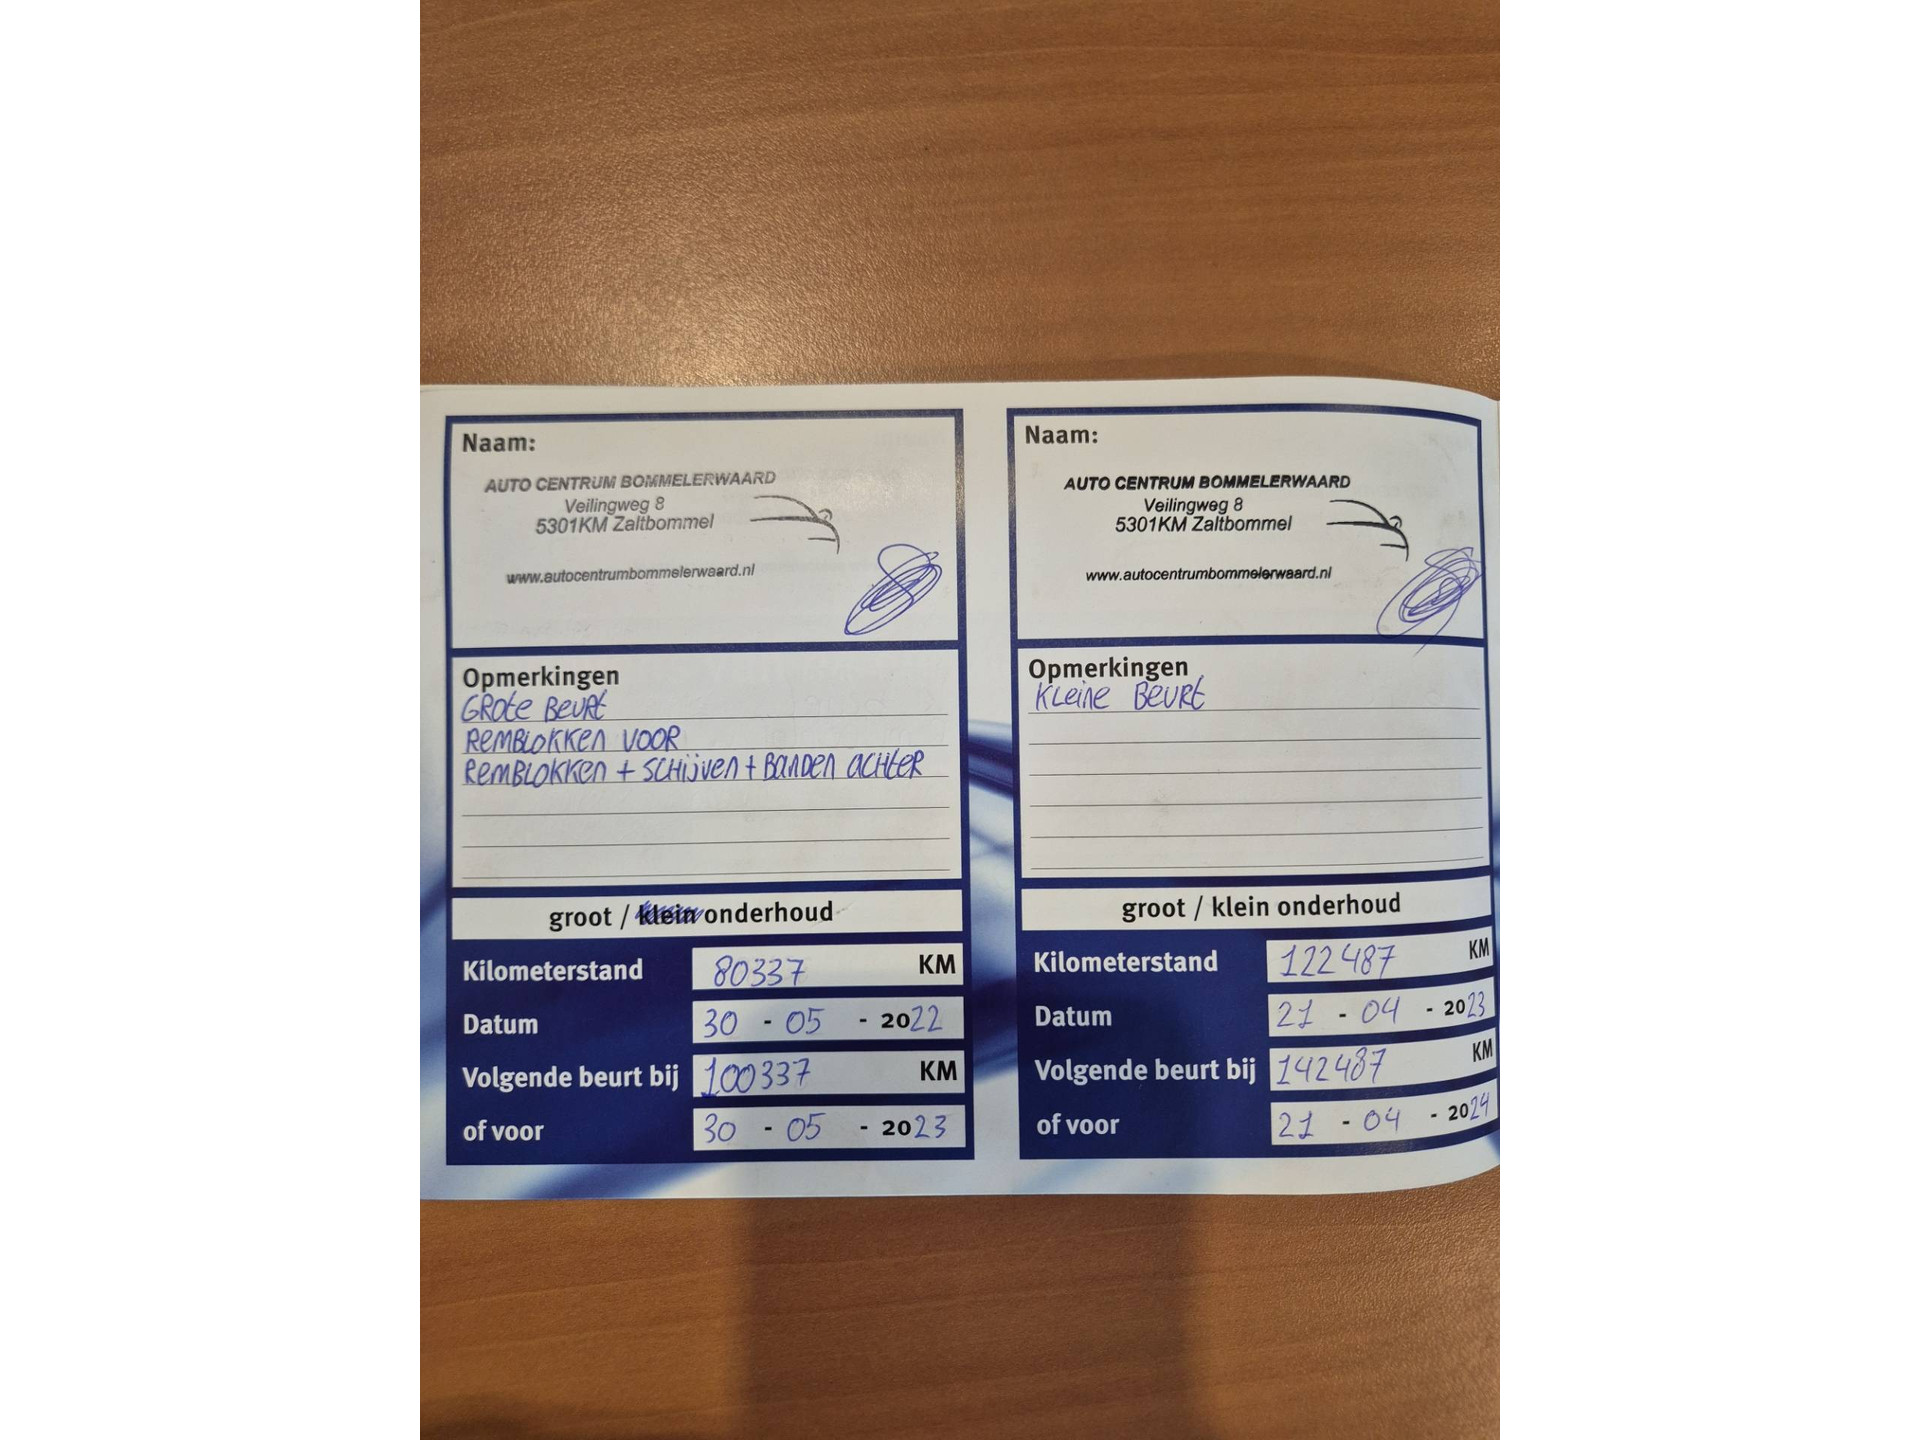 Naam:
AUTO CENTRUM BOMMELERWAARD
Veilingweg 8
5301KM Zaltbommel
www.autocentrumbommelerwaard.nl
Opmerkingen
GROTE BEURT
REMBLOKKEN VOOR
REMBLOKKEN + SCHIJVEN + BANDEN ACHTER
groot / klein onderhoud
Kilometerstand 80337 KM
Datum 30 - 05 - 2022
Volgende beurt bij 100337 KM
of voor 30 - 05 - 2023
Naam:
AUTO CENTRUM BOMMELERWAARD
Veilingweg 8
5301KM Zaltbommel
www.autocentrumbommelerwaard.nl
Opmerkingen
KLEINE BEURT
groot / klein onderhoud
Kilometerstand 122487 KM
Datum 21 - 04 - 2023
Volgende beurt bij 142487 KM
of voor 21 - 04 - 2024